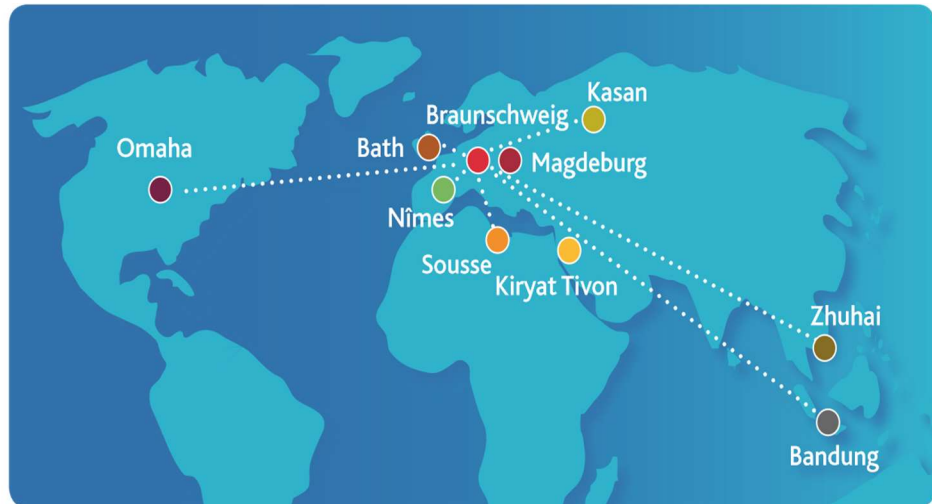 Kasan
Braunschweig
Omaha
Bath
Magdeburg
Nîmes
Sousse
Kiryat Tivon
Zhuhai
Bandung